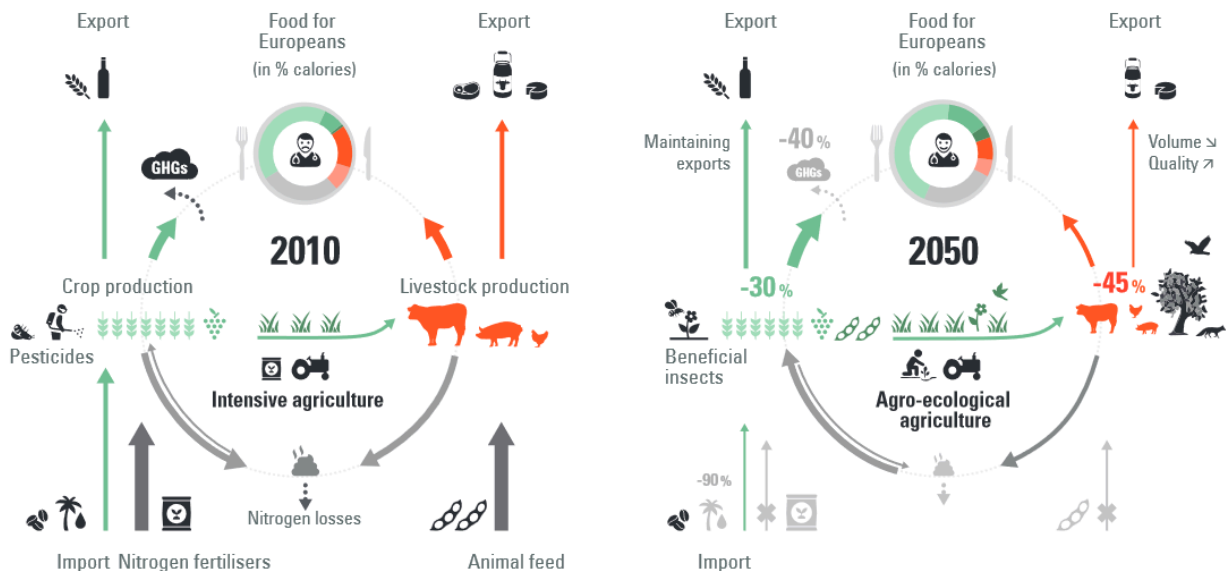 Export
Food for
Europeans
(in % calories)
Export
GHGs
2010
Crop production
Livestock production
Pesticides
Intensive agriculture
Nitrogen losses
Import
Nitrogen fertilisers
Animal feed
Export
Food for
Europeans
(in % calories)
Export
Maintaining
exports
-40 %
GHGs
Volume ↘
Quality ↗
2050
-30 %
-45 %
Beneficial
insects
Agro-ecological
agriculture
-90 %
Import